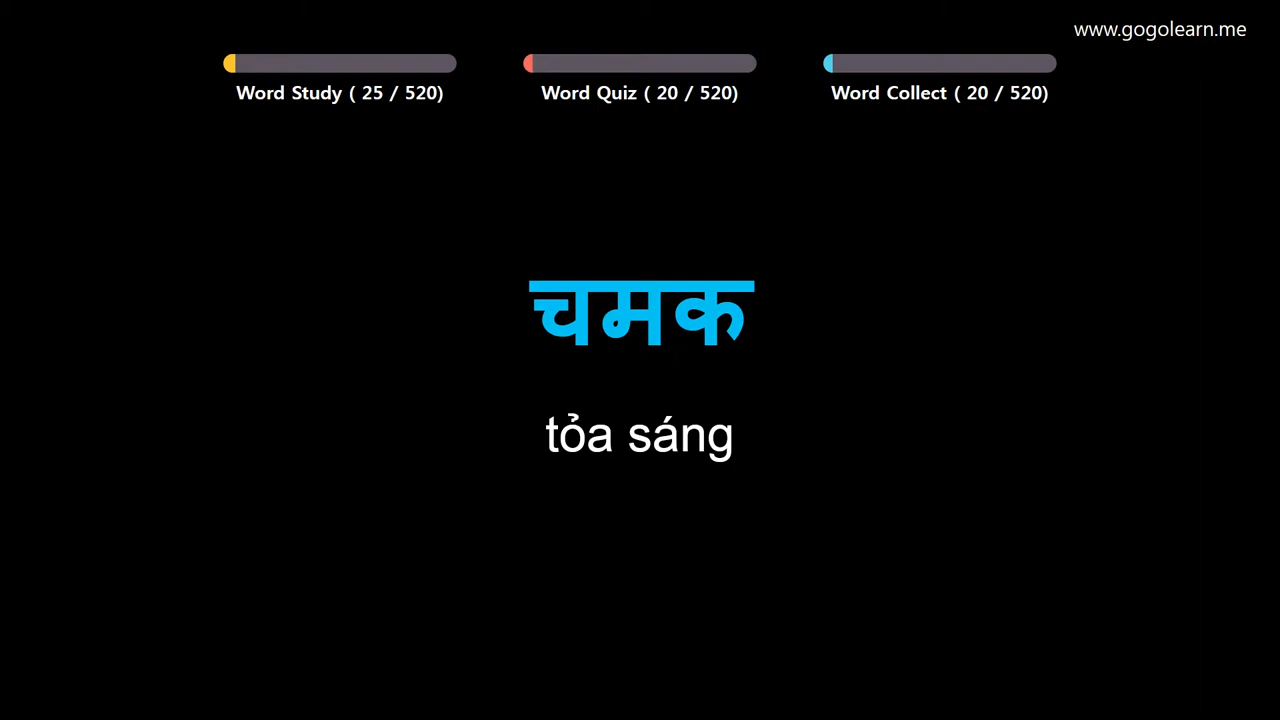 www.gogolearn.me
Word Study ( 25 / 520)
Word Quiz ( 20 / 520)
Word Collect ( 20 / 520)
चमक
tỏa sáng